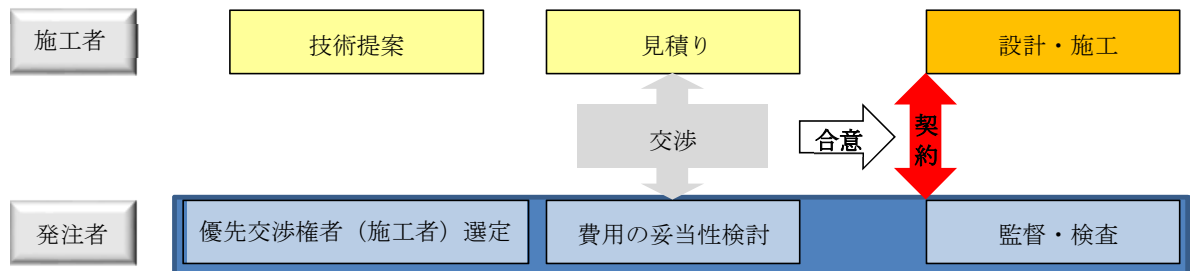 施工者
技術提案
見積り
設計・施工
交渉
合意
契約
発注者
優先交渉権者（施工者）選定
費用の妥当性検討
監督・検査